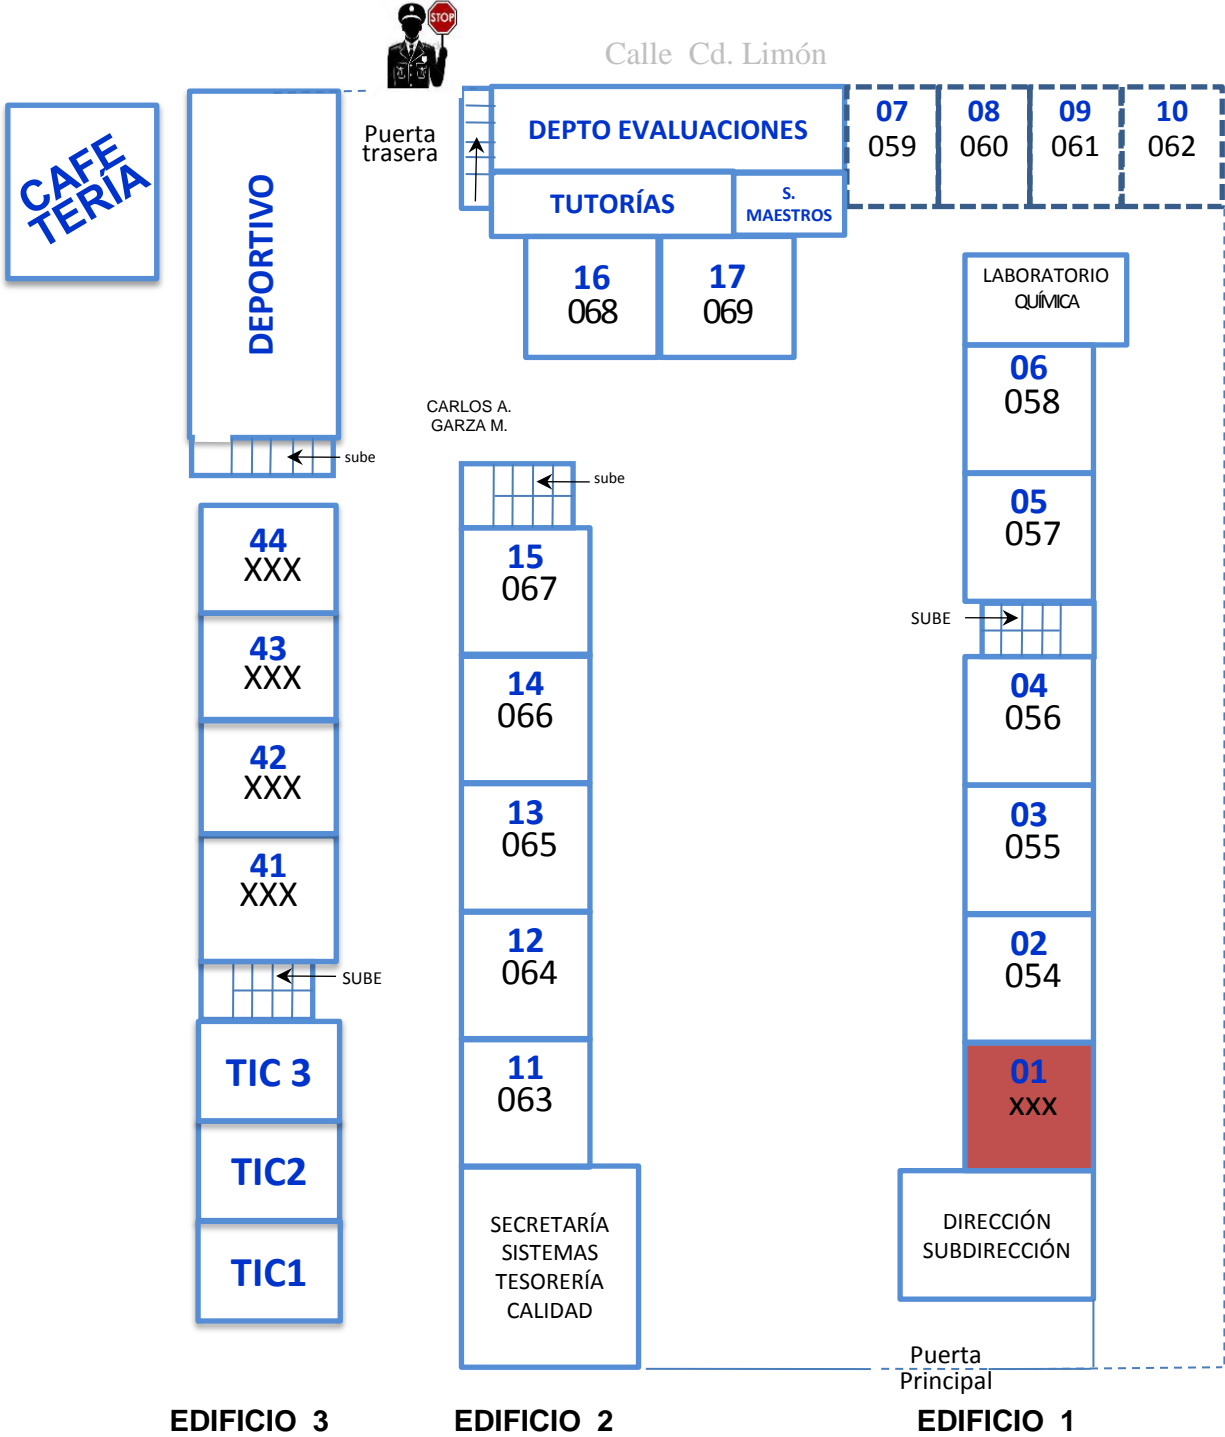 STOP
Calle Cd. Limón
Puerta
trasera
CAFE
TERÍA
DEPORTIVO
DEPTO EVALUACIONES
TUTORÍAS
S.
MAESTROS
07
059
08
060
09
061
10
062
16
068
17
069
LABORATORIO
QUÍMICA
06
058
05
057
SUBE
04
056
03
055
02
054
01
XXX
DIRECCIÓN
SUBDIRECCIÓN
Puerta
Principal
CARLOS A.
GARZA M.
sube
sube
15
067
14
066
13
065
12
064
11
063
SECRETARÍA
SISTEMAS
TESORERÍA
CALIDAD
44
XXX
43
XXX
42
XXX
41
XXX
SUBE
TIC 3
TIC2
TIC1
EDIFICIO 3
EDIFICIO 2
EDIFICIO 1